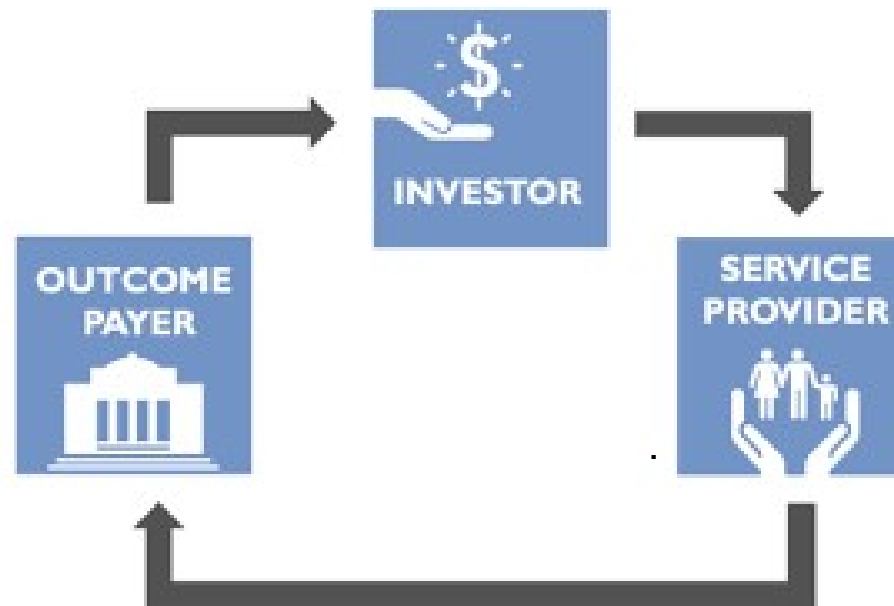 $
INVESTOR
OUTCOME
PAYER
SERVICE
PROVIDER